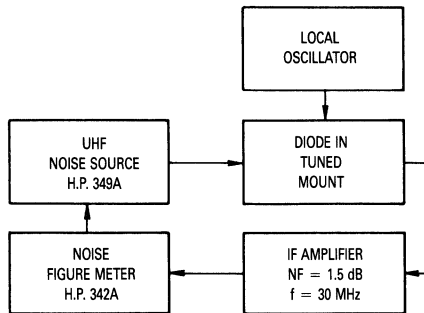 LOCAL
OSCILLATOR
UHF
NOISE SOURCE
H.P. 349A
DIODE IN
TUNED
MOUNT
NOISE
FIGURE METER
H.P. 342A
IF AMPLIFIER
NF = 1.5 dB
f = 30 MHz